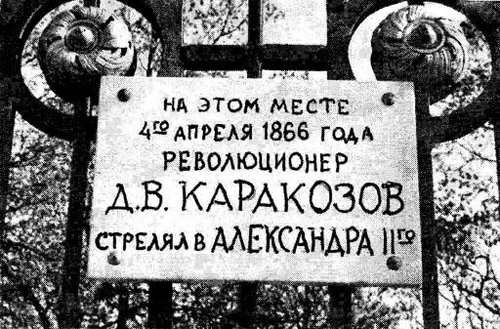 НА ЭТОМ МЕСТЕ
4ГО АПРЕЛЯ 1866 ГОДА
РЕВОЛЮЦИОНЕР
Д.В. КАРАКОЗОВ
СТРЕЛЯЛ В АЛЕКСАНДРА IIГО